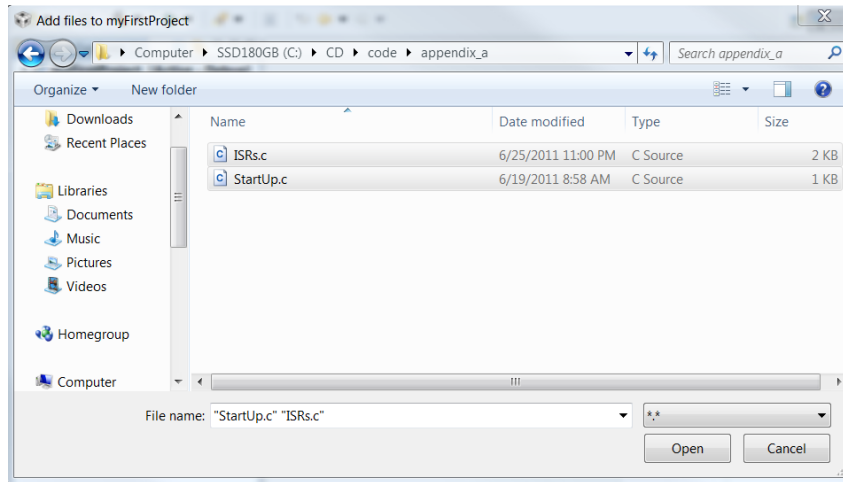 Add files to myFirstProject
Computer SSD180GB (C:) CD code appendix_a Search appendix_a
Organize New folder
Downloads Name Date modified Type Size
Recent Places
ISRs.c 6/25/2011 11:00 PM C Source 2 KB
StartUp.c 6/19/2011 8:58 AM C Source 1 KB
Libraries
Documents
Music
Pictures
Videos
Homegroup
Computer
File name: "StartUp.c" "ISRs.c" *.*
Open Cancel